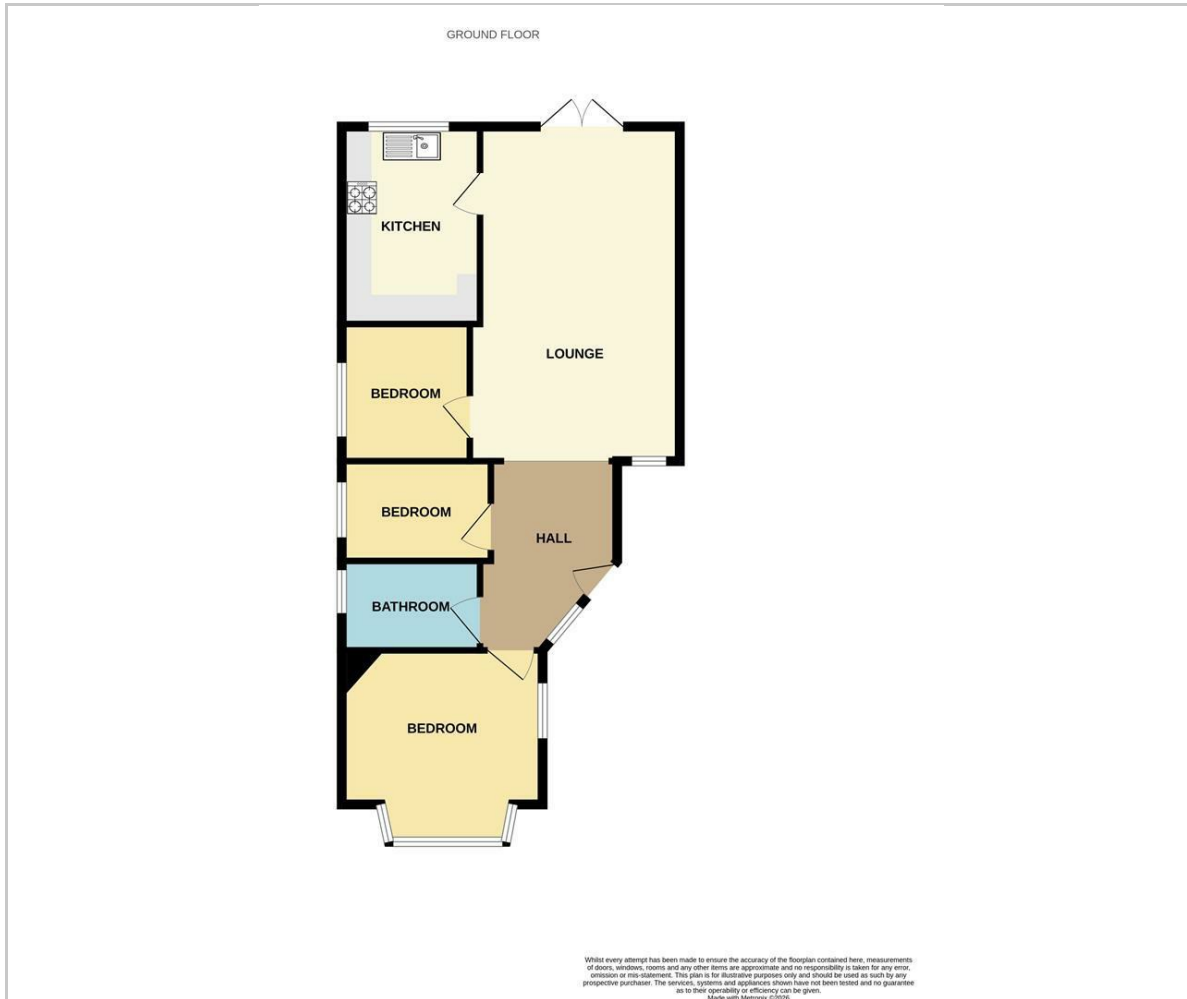 GROUND FLOOR
KITCHEN
LOUNGE
BEDROOM
BEDROOM
HALL
BATHROOM
BEDROOM
Whilst every attempt has been made to ensure the accuracy of the floorplan contained here, measurements
of doors, windows, rooms and any other items are approximate and no responsibility is taken for any error,
omission or mis-statement. This plan is for illustrative purposes only and should be used as such by any
prospective purchaser. The services, systems and appliances shown have not been tested and no guarantee
as to their operability or efficiency can be given.
Made with Metropix ©2026